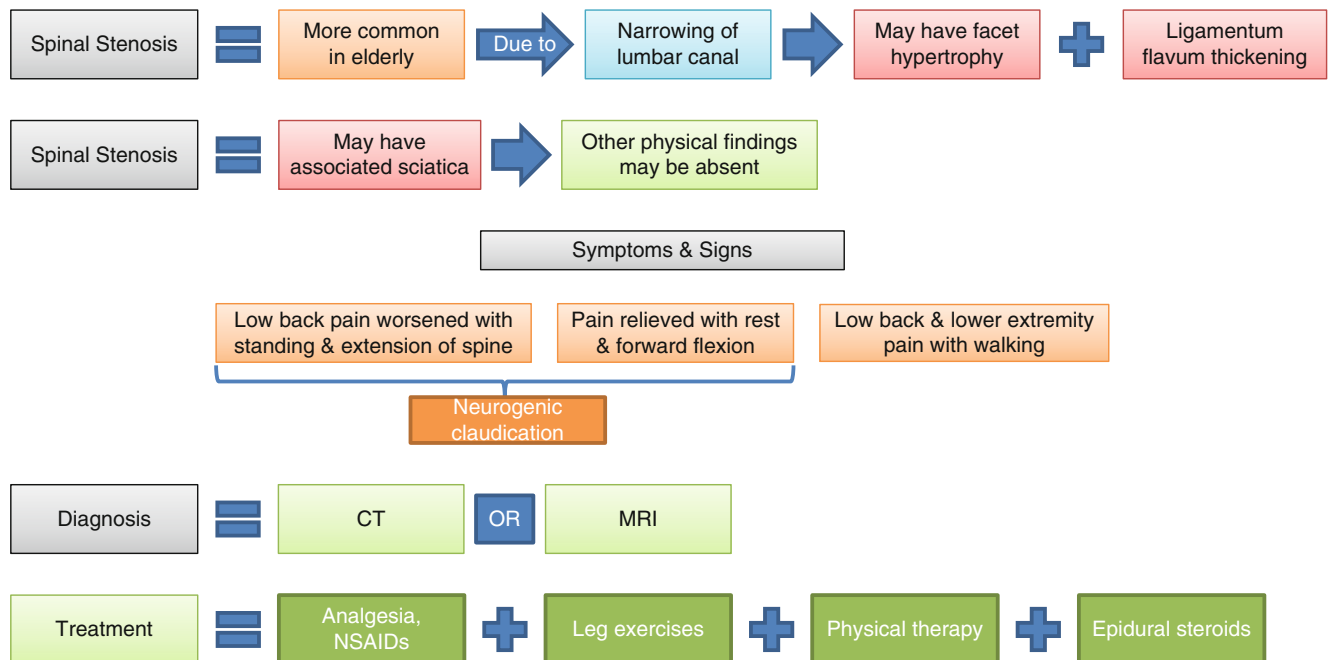 Spinal Stenosis
More common
in elderly
Due to
Narrowing of
lumbar canal
May have facet
hypertrophy
Ligamentum
flavum thickening
Spinal Stenosis
May have
associated sciatica
Other physical findings
may be absent
Symptoms & Signs
Low back pain worsened with
standing & extension of spine
Pain relieved with rest
& forward flexion
Low back & lower extremity
pain with walking
Neurogenic
claudication
Diagnosis
CT
OR
MRI
Treatment
Analgesia,
NSAIDs
Leg exercises
Physical therapy
Epidural steroids